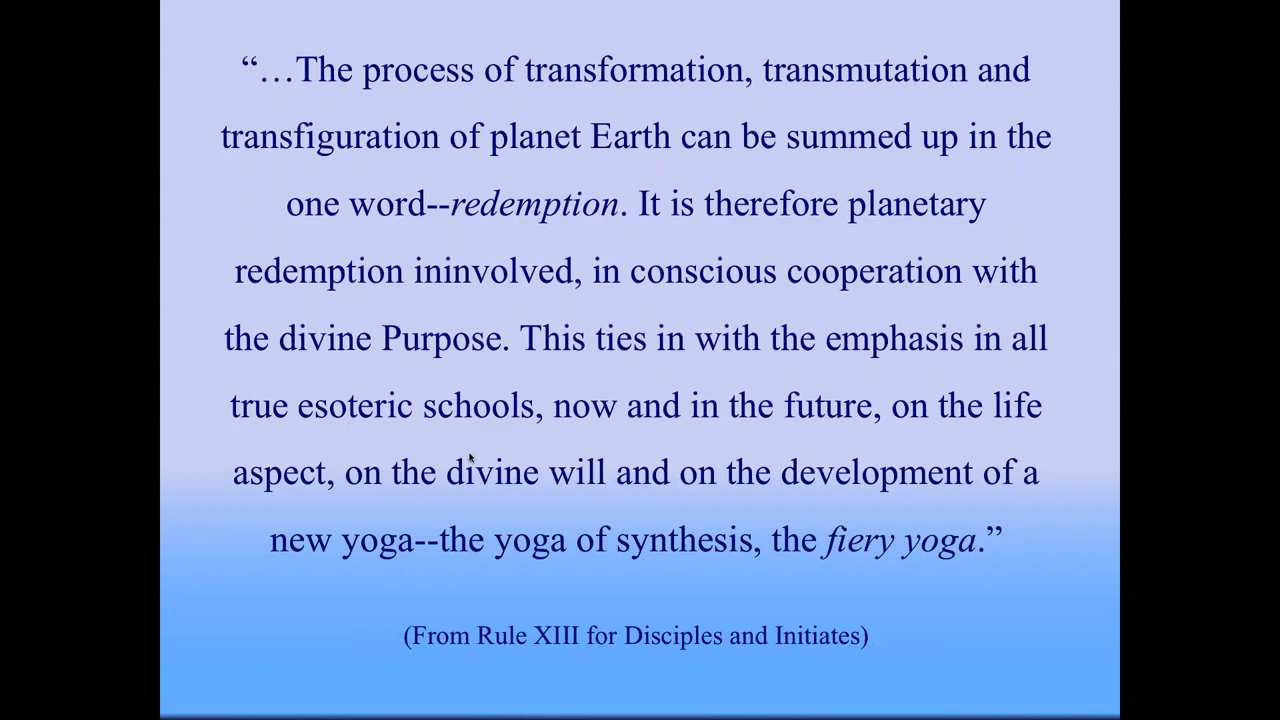 “…The process of transformation, transmutation and
transfiguration of planet Earth can be summed up in the
one word--redemption. It is therefore planetary
redemption ininvolved, in conscious cooperation with
the divine Purpose. This ties in with the emphasis in all
true esoteric schools, now and in the future, on the life
aspect, on the divine will and on the development of a
new yoga--the yoga of synthesis, the fiery yoga.”
(From Rule XIII for Disciples and Initiates)